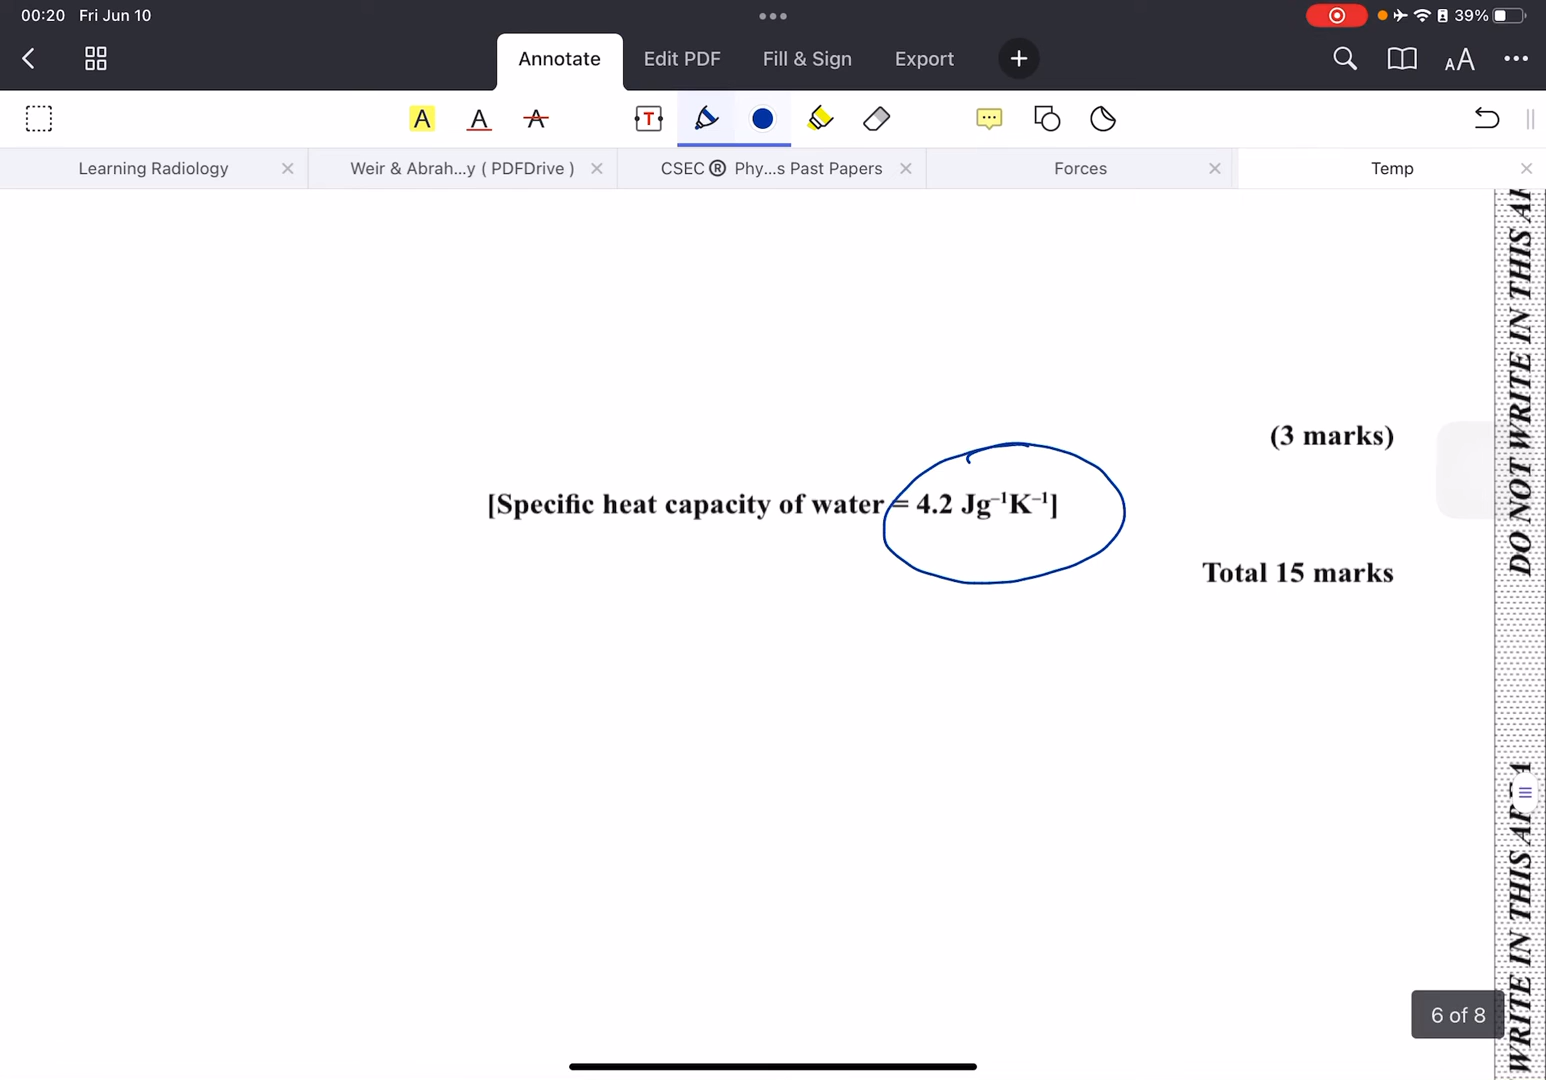 00:20 Fri Jun 10
39%
Annotate Edit PDF Fill & Sign Export
AA
A A A T
Learning Radiology Weir & Abrah...y ( PDFDrive ) CSEC ® Phy...s Past Papers Forces Temp
(3 marks)
[Specific heat capacity of water = 4.2 Jg⁻¹K⁻¹]
Total 15 marks
DO NOT WRITE IN THIS
WRITE IN THIS
6 of 8